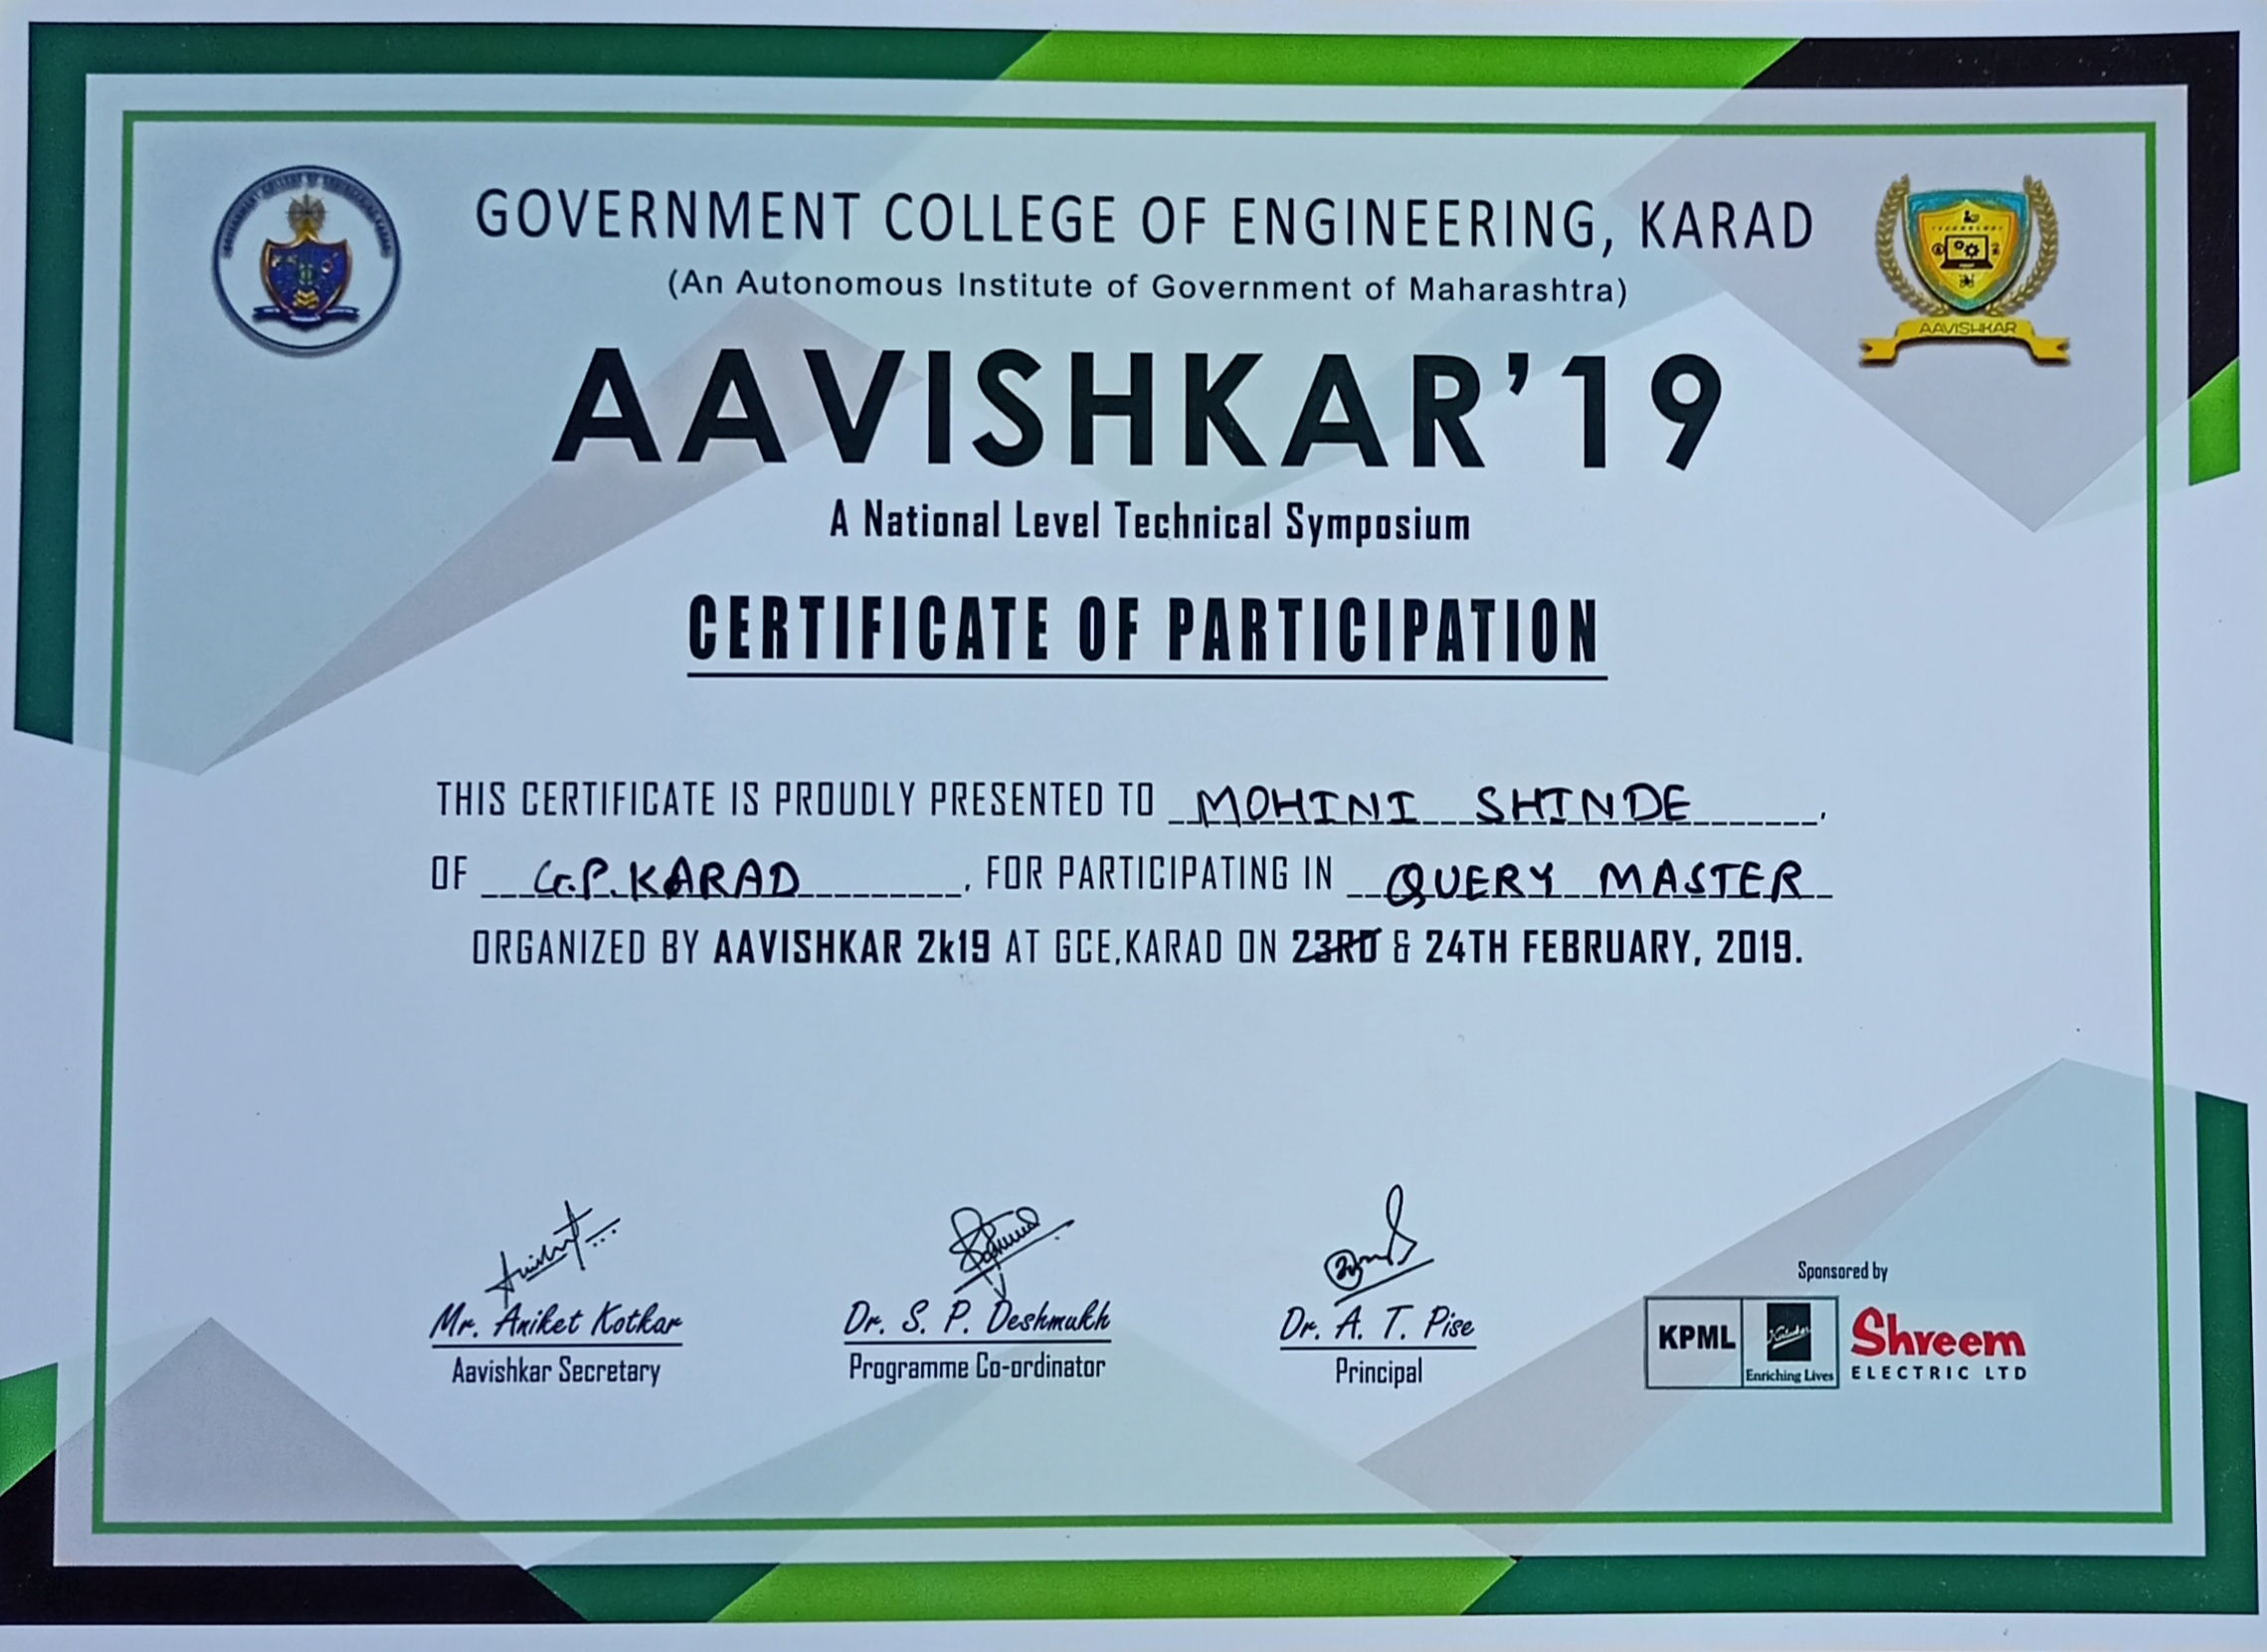 GOVERNMENT COLLEGE OF ENGINEERING, KARAD
(An Autonomous Institute of Government of Maharashtra)
AAVISHKAR
AAVISHKAR'19
A National Level Technical Symposium
CERTIFICATE OF PARTICIPATION
THIS CERTIFICATE IS PROUDLY PRESENTED TO MOHINI SHINDE.
OF G.P. KARAD, FOR PARTICIPATING IN QUERY MASTER
ORGANIZED BY AAVISHKAR 2k19 AT GCE,KARAD ON 23RD & 24TH FEBRUARY, 2019.
Mr. Aniket Kotkar
Aavishkar Secretary
Dr. S. P. Deshmukh
Programme Co-ordinator
Dr. A. T. Pise
Principal
Sponsored by
KPML
Enriching Lives
Shreem
ELECTRIC LTD